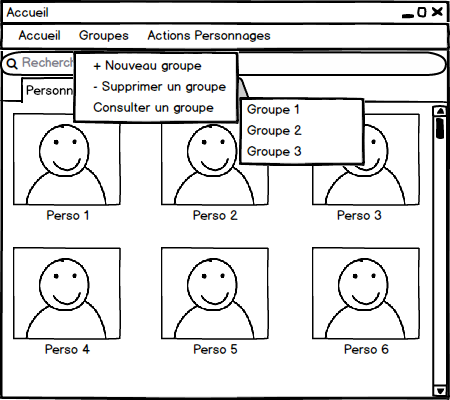 Accueil
Accueil Groupes Actions Personnages
Recherch
+ Nouveau groupe
- Supprimer un groupe
Consulter un groupe
Personn
Groupe 1
Groupe 2
Groupe 3
Perso 1 Perso 2 Perso 3
Perso 4 Perso 5 Perso 6